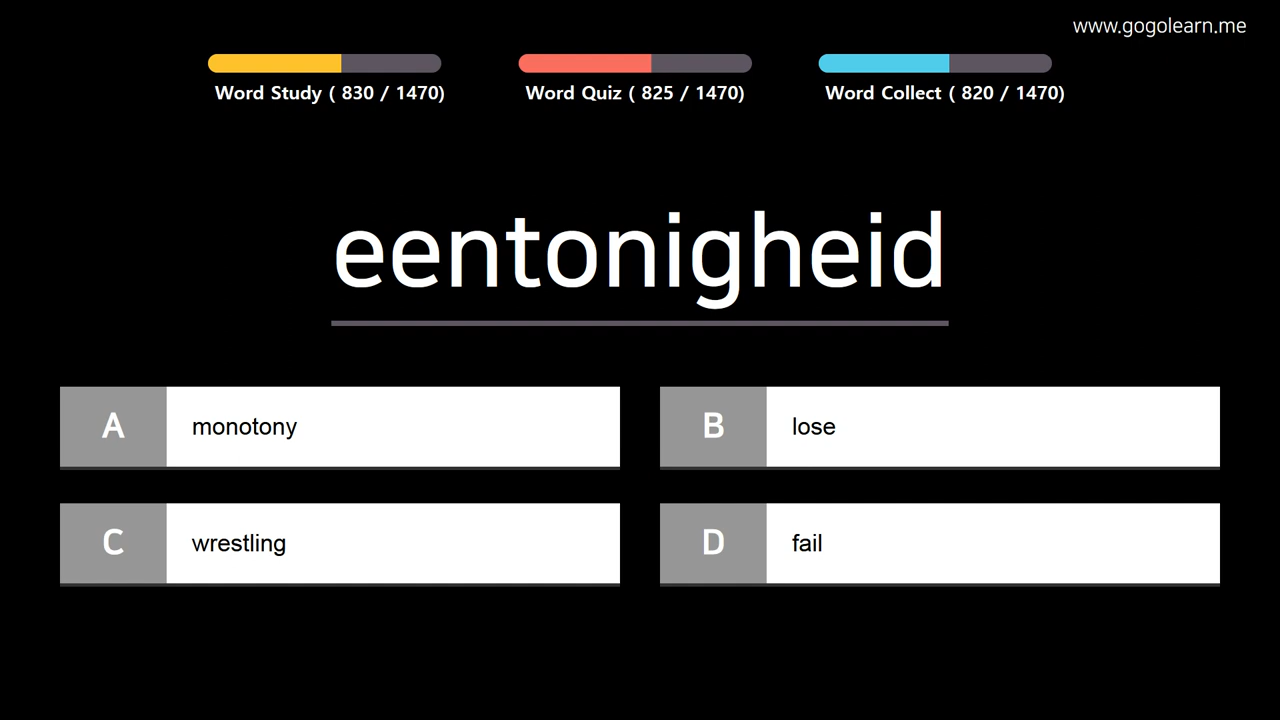 www.gogolearn.me
Word Study ( 830 / 1470)
Word Quiz ( 825 / 1470)
Word Collect ( 820 / 1470)
eentonigheid
A monotony
B lose
C wrestling
D fail